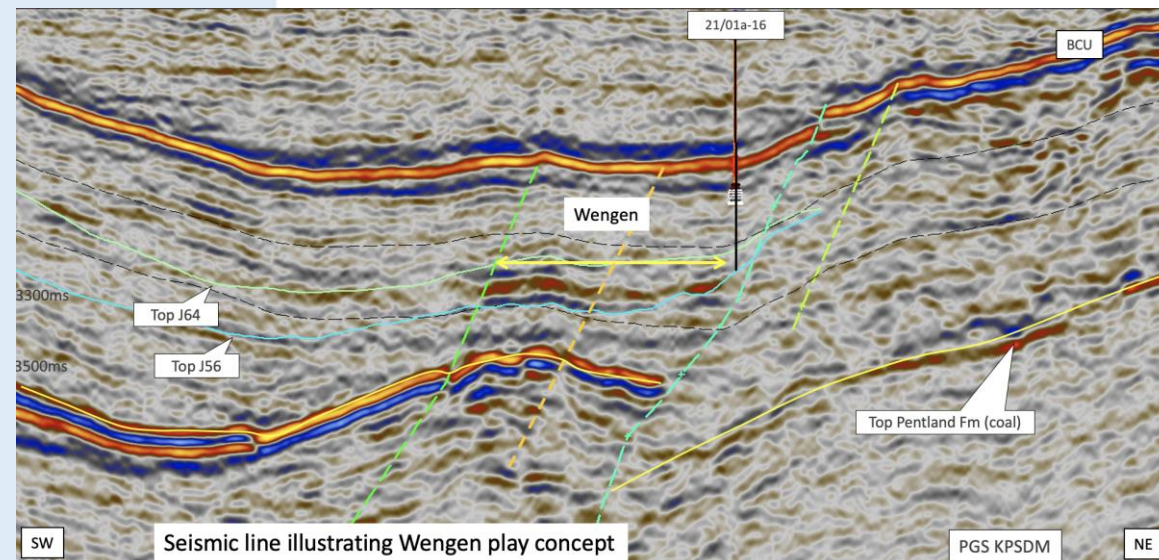 21/01a-16
BCU
Wengen
3300ms
Top J64
Top J56
3500ms
Top Pentland Fm (coal)
SW
Seismic line illustrating Wengen play concept
PGS KPSDM
NE